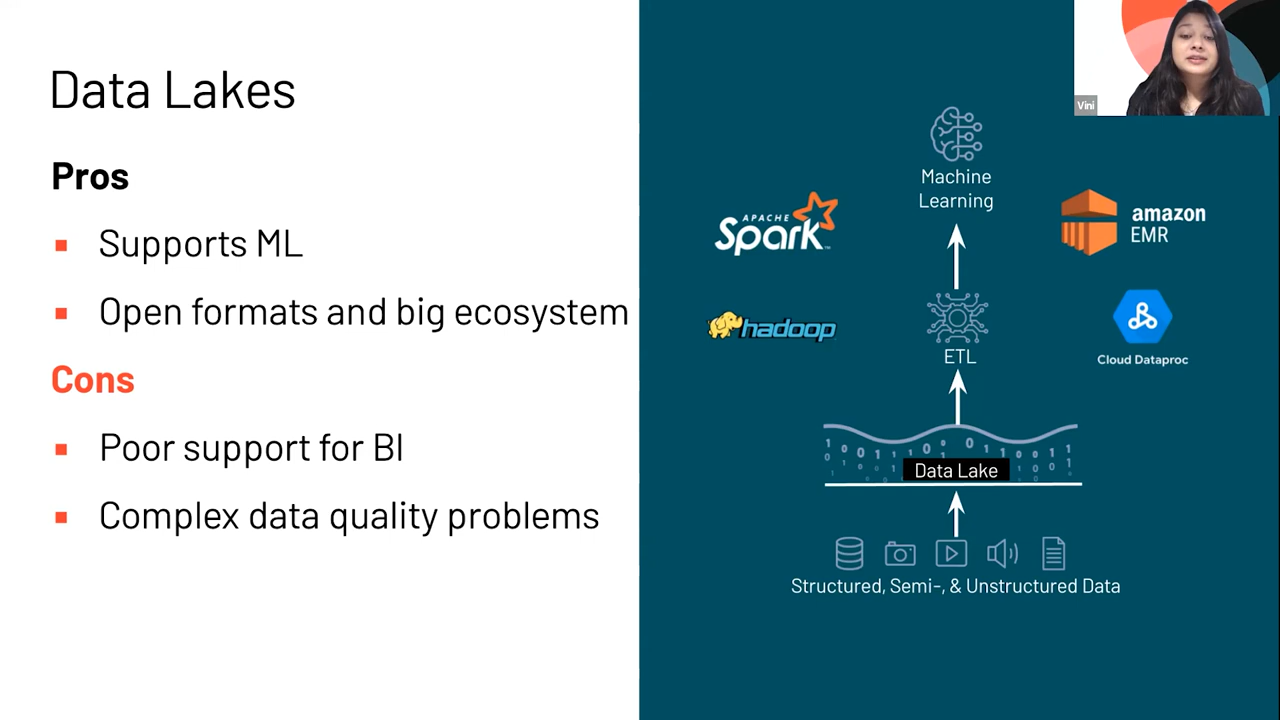 Data Lakes
Pros
▪ Supports ML
▪ Open formats and big ecosystem
Cons
▪ Poor support for BI
▪ Complex data quality problems
Vini
Machine
Learning
APACHE
Spark™
amazon
EMR
hadoop
ETL
Cloud Dataproc
Data Lake
Structured, Semi-, & Unstructured Data